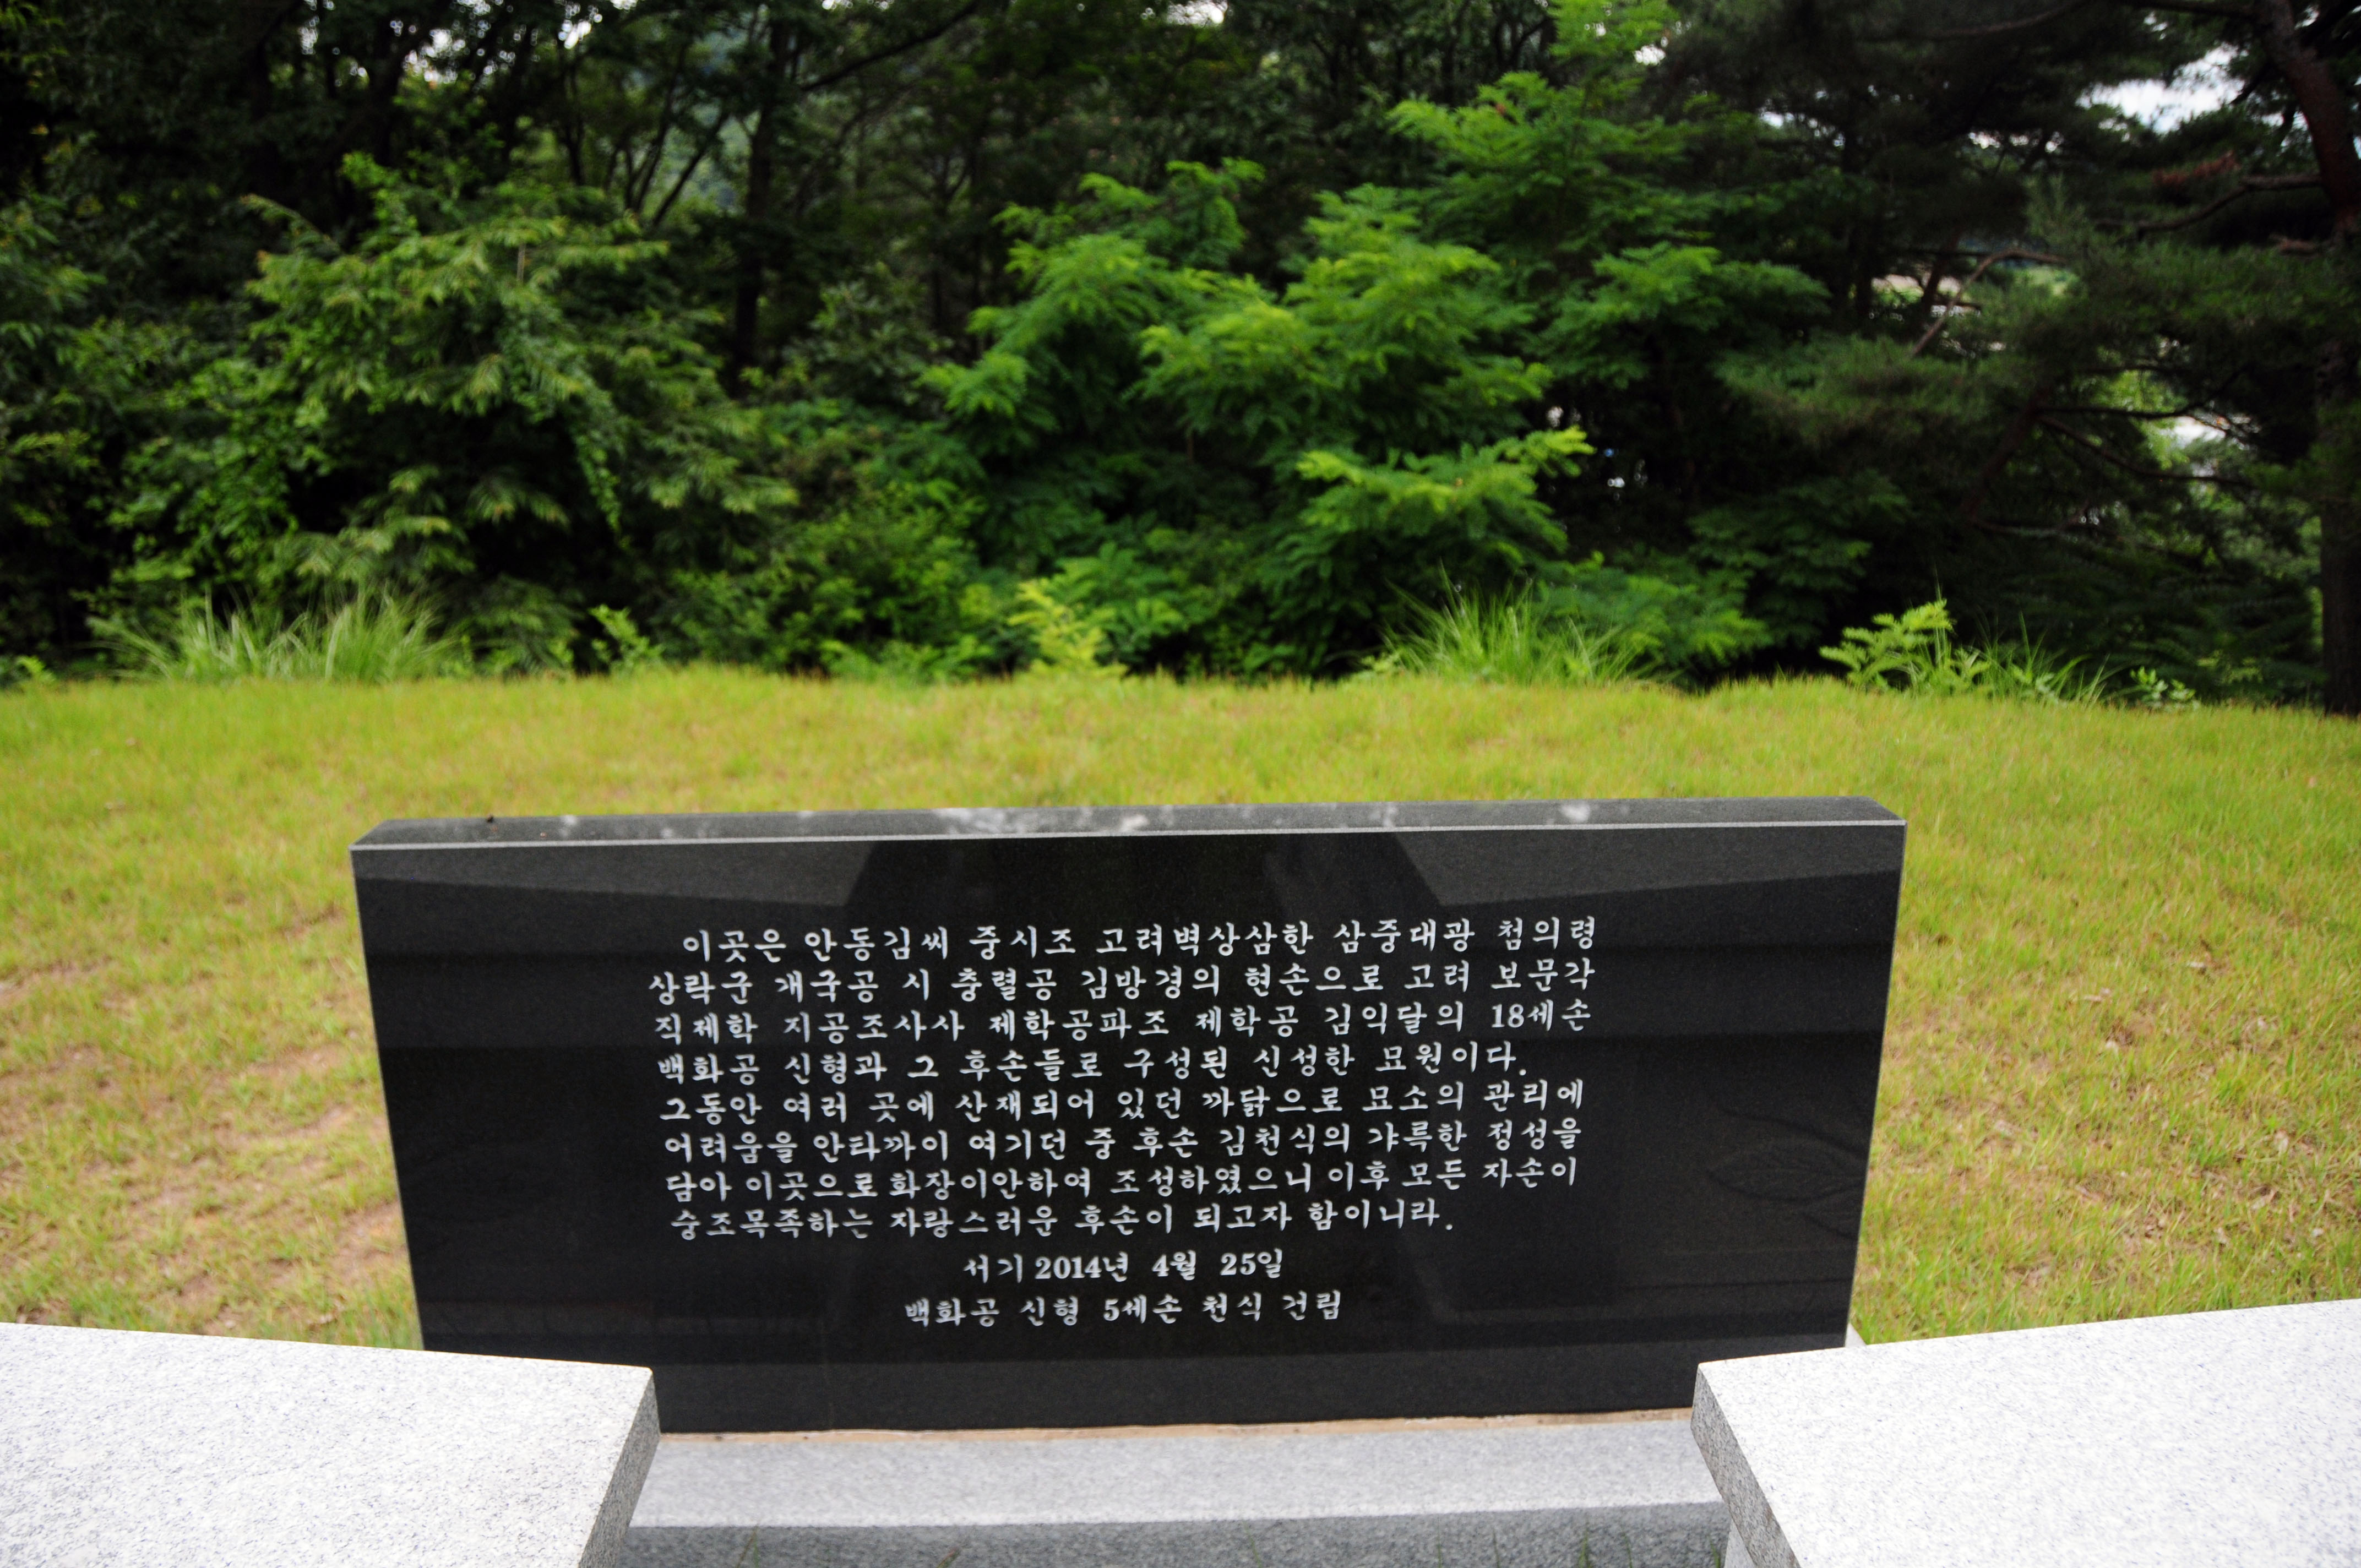 이곳은 안동김씨 중시조 고려벽상삼한 삼중대광 첨의령
상락군 개국공 시 충렬공 김방경의 현손으로 고려 보문각
직제학 지공조사사 제학공파조 제학공 김익달의 18세손
백화공 신형과 그 후손들로 구성된 신성한 묘원이다.
그동안 여러 곳에 산재되어 있던 까닭으로 묘소의 관리에
어려움을 안타까이 여기던 중 후손 김천식의 갸륵한 정성을
담아 이곳으로 화장이안하여 조성하였으니 이후 모든 자손이
숭조목족하는 자랑스러운 후손이 되고자 함이니라.
서기 2014년 4월 25일
백화공 신형 5세손 천식 건립